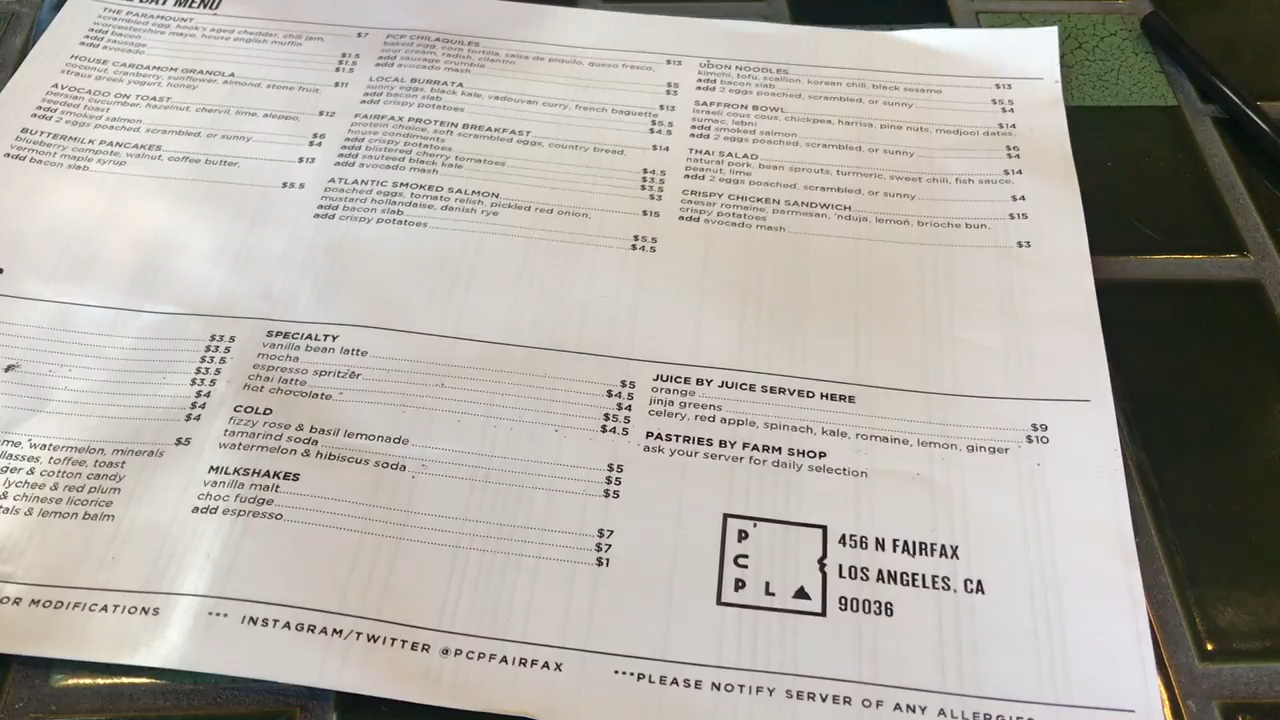 DAY MENU
THE PARAMOUNT $7
scrambled egg, hook's aged cheddar, chili jam,
worcestershire mayo, house english muffin
add bacon $1.5
add sausage $1.5
add avocado $1.5
HOUSE CARDAMOM GRANOLA $11
coconut, cranberry, sunflower, almond, stone fruit,
straus greek yogurt, honey
AVOCADO ON TOAST $12
persian cucumber, hazelnut, chervil, lime, aleppo,
seeded toast
add smoked salmon $6
add 2 eggs poached, scrambled, or sunny $4
BUTTERMILK PANCAKES $13
blueberry compote, walnut, coffee butter,
vermont maple syrup
add bacon slab $5.5
PCP CHILAQUILES $13
baked egg, corn tortilla, salsa de piquillo, queso fresco,
sour cream, radish, cilantro
add sausage crumble $5
add avocado mash $3
LOCAL BURRATA $13
sunny eggs, black kale, vadouvan curry, french baguette
add bacon slab $5.5
add crispy potatoes $4.5
FAIRFAX PROTEIN BREAKFAST $14
protein choice, soft scrambled eggs, country bread,
house condiments
add crispy potatoes $4.5
add blistered cherry tomatoes $3.5
add sauteed black kale $3.5
add avocado mash $3
ATLANTIC SMOKED SALMON $15
poached eggs, tomato relish, pickled red onion,
mustard hollandaise, danish rye
add bacon slab $5.5
add crispy potatoes $4.5
UDON NOODLES $13
kimchi, tofu, scallion, korean chili, black sesame
add bacon slab $5.5
add 2 eggs poached, scrambled, or sunny $4
SAFFRON BOWL $14
israeli cous cous, chickpea, harrisa, pine nuts, medjool dates,
sumac, lebni
add smoked salmon $6
add 2 eggs poached, scrambled, or sunny $4
THAI SALAD $14
natural pork, bean sprouts, turmeric, sweet chili, fish sauce,
peanut, lime
add 2 eggs poached, scrambled, or sunny $4
CRISPY CHICKEN SANDWICH $15
caesar romaine, parmesan, 'nduja, lemon, brioche bun,
crispy potatoes
add avocado mash $3
$3.5
$3.5
$3.5
$3.5
$3.5
$4
$4
$4
$5
watermelon, minerals
toffee, toast
& cotton candy
lychee & red plum
& chinese licorice
& lemon balm
SPECIALTY
vanilla bean latte $5
mocha $4.5
espresso spritzer $4
chai latte $5.5
hot chocolate $4.5
COLD
fizzy rose & basil lemonade $5
tamarind soda $5
watermelon & hibiscus soda $5
MILKSHAKES
vanilla malt $7
choc fudge $7
add espresso $1
JUICE BY JUICE SERVED HERE
orange $9
jinja greens $10
celery, red apple, spinach, kale, romaine, lemon, ginger
PASTRIES BY FARM SHOP
ask your server for daily selection
P'
C
P L A
456 N FAIRFAX
LOS ANGELES, CA
90036
OR MODIFICATIONS *** INSTAGRAM/TWITTER @PCPFAIRFAX ***PLEASE NOTIFY SERVER OF ANY ALLERGIES